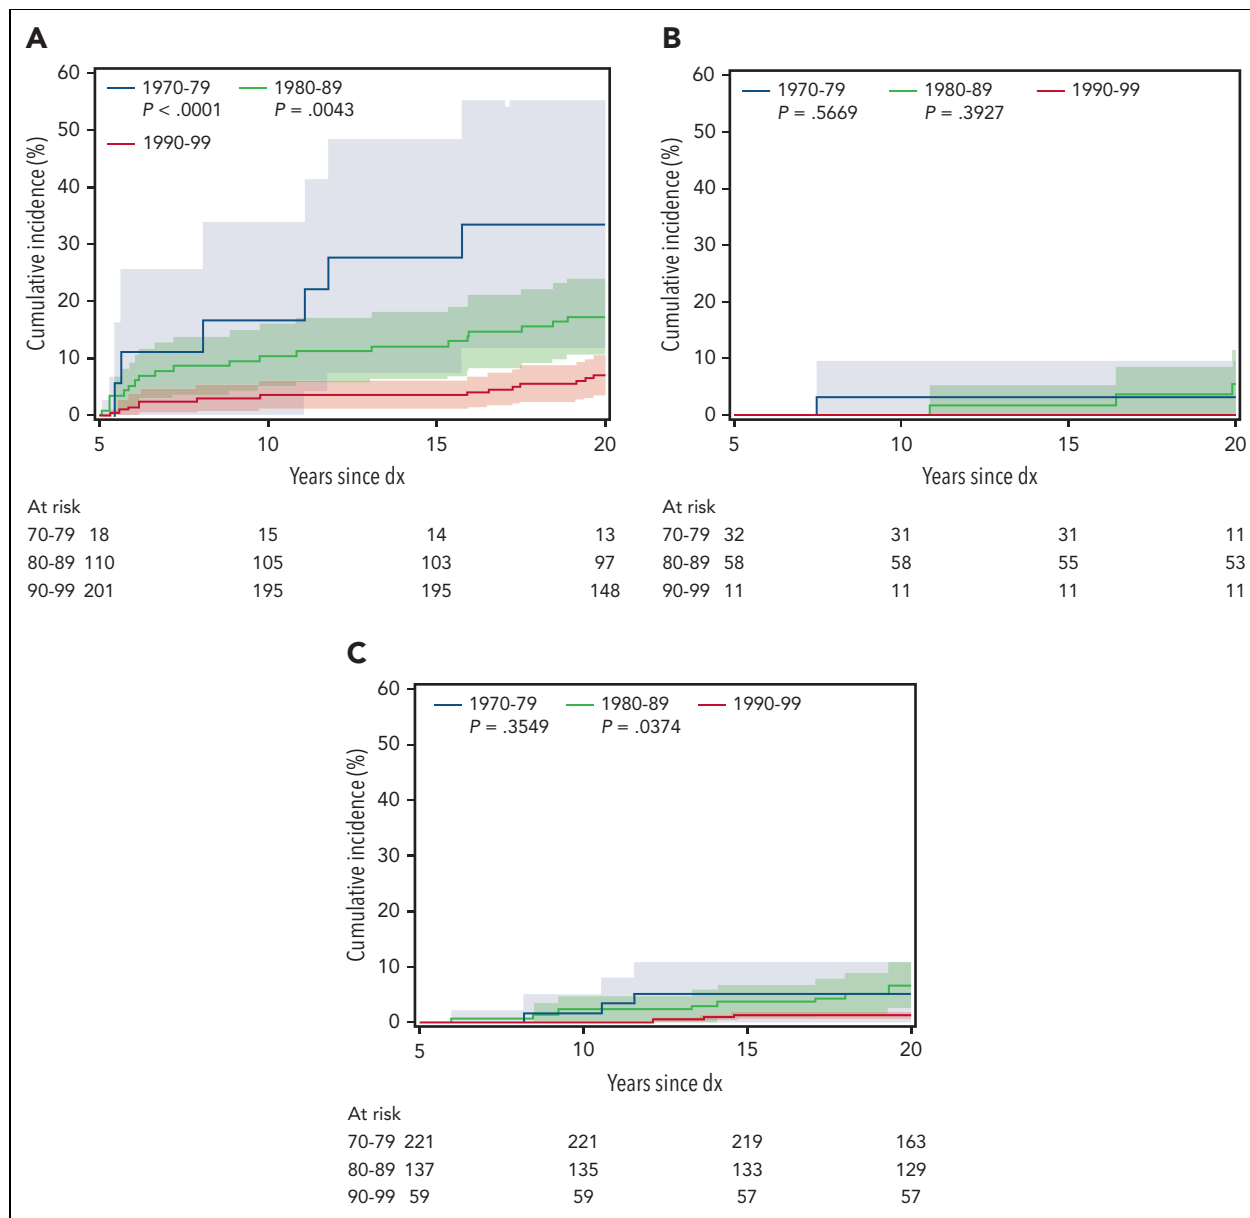 A
60
50
40
30
20
10
0
Cumulative incidence (%)
1970-79 1980-89
P < .0001 P = .0043
1990-99
5 10 15 20
Years since dx
At risk
70-79 18 15 14 13
80-89 110 105 103 97
90-99 201 195 195 148
B
60
50
40
30
20
10
0
Cumulative incidence (%)
1970-79 1980-89 1990-99
P = .5669 P = .3927
5 10 15 20
Years since dx
At risk
70-79 32 31 31 11
80-89 58 58 55 53
90-99 11 11 11 11
C
60
50
40
30
20
10
0
Cumulative incidence (%)
1970-79 1980-89 1990-99
P = .3549 P = .0374
5 10 15 20
Years since dx
At risk
70-79 221 221 219 163
80-89 137 135 133 129
90-99 59 59 57 57